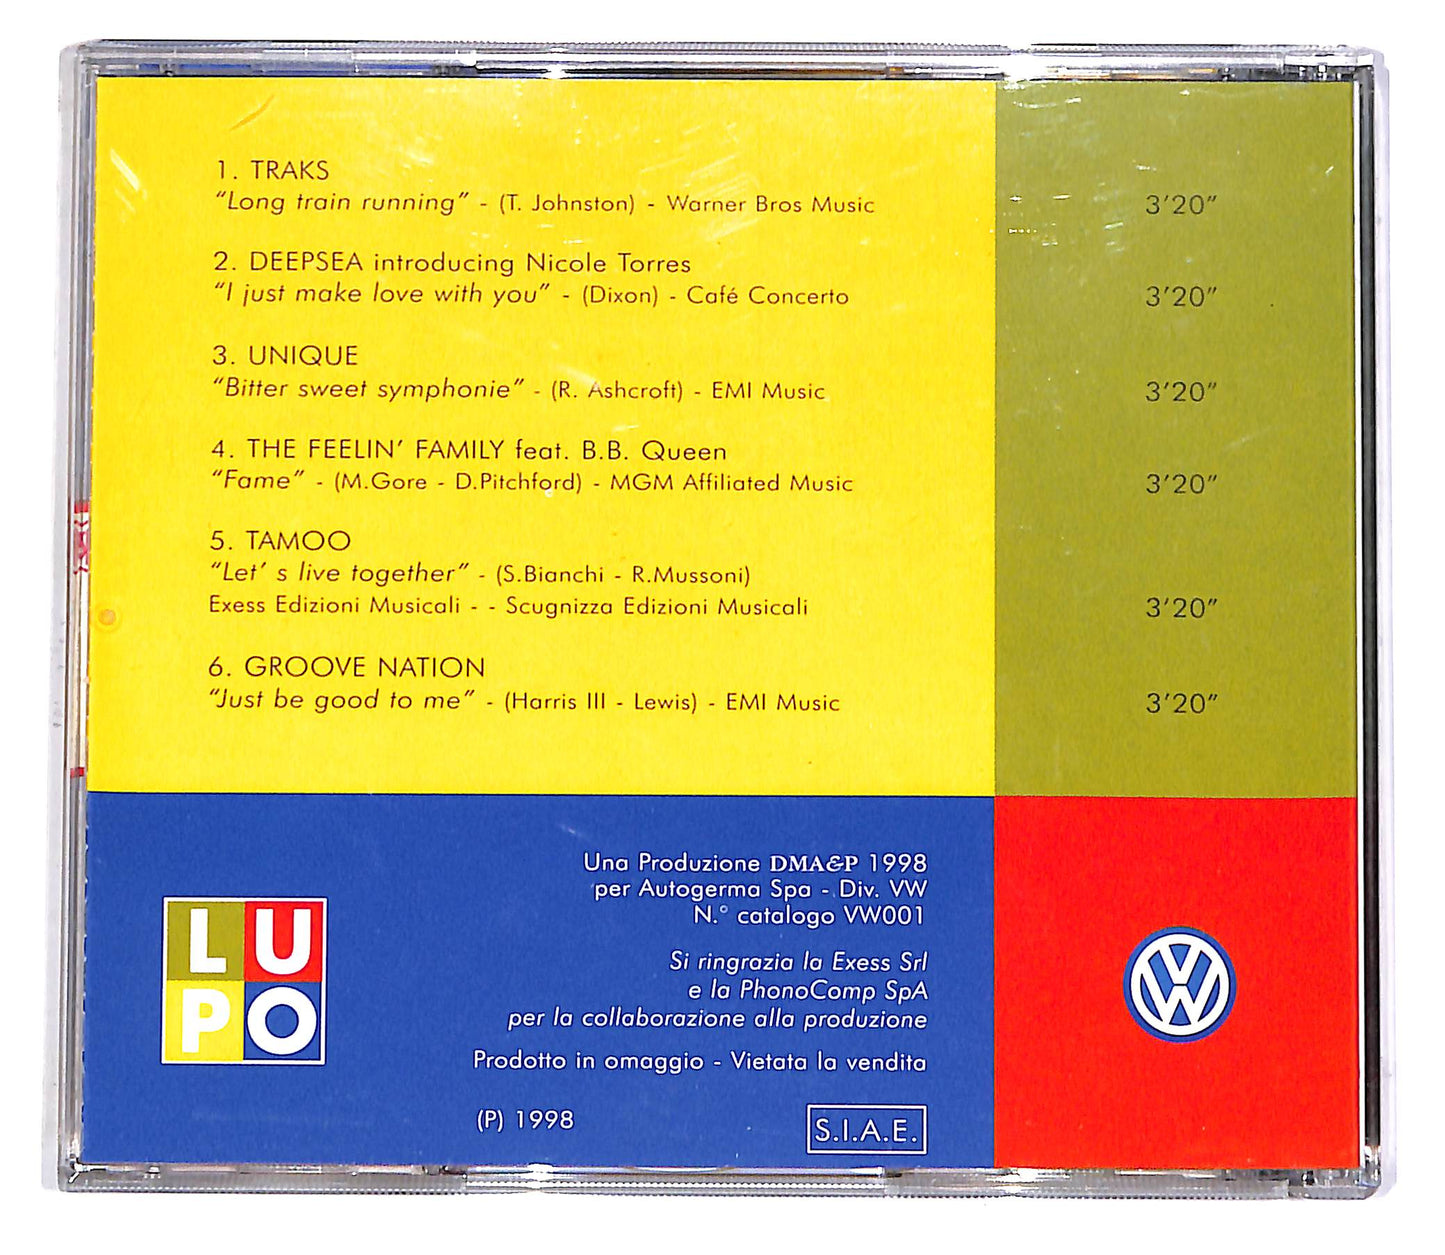 1. TRAKS
“Long train running” - (T. Johnston) - Warner Bros Music 3’20”
2. DEEPSEA introducing Nicole Torres
“I just make love with you” - (Dixon) - Café Concerto 3’20”
3. UNIQUE
“Bitter sweet symphonie” - (R. Ashcroft) - EMI Music 3’20”
4. THE FEELIN’ FAMILY feat. B.B. Queen
“Fame” - (M.Gore - D.Pitchford) - MGM Affiliated Music 3’20”
5. TAMOO
“Let’ s live together” - (S.Bianchi - R.Mussoni)
Exess Edizioni Musicali - - Scugnizza Edizioni Musicali 3’20”
6. GROOVE NATION
“Just be good to me” - (Harris III - Lewis) - EMI Music 3’20”
Una Produzione DMA&P 1998
per Autogerma Spa - Div. VW
N.° catalogo VW001
Si ringrazia la Exess Srl
e la PhonoComp SpA
per la collaborazione alla produzione
Prodotto in omaggio - Vietata la vendita
(P) 1998
S.I.A.E.
LU
PO
VW